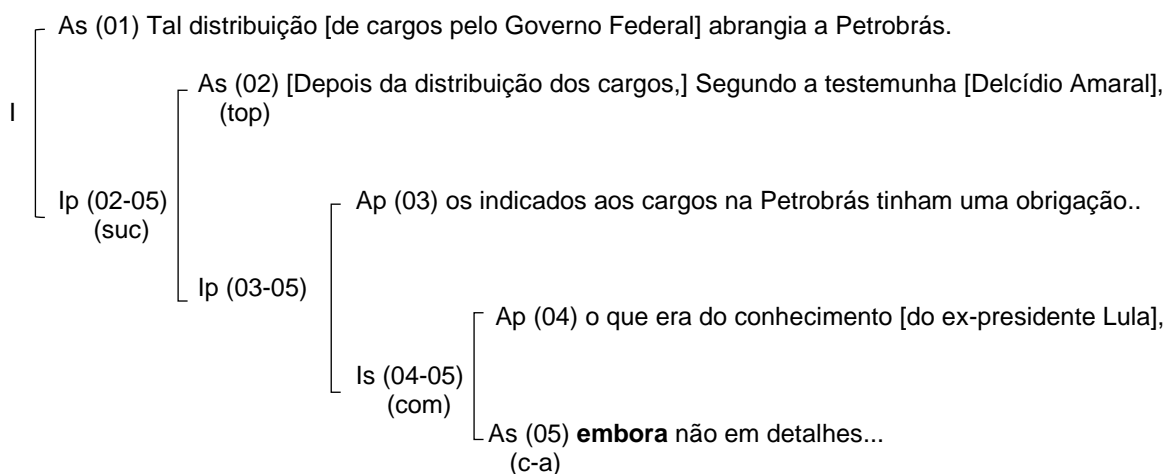 As (01) Tal distribuição [de cargos pelo Governo Federal] abrangia a Petrobrás.
As (02) [Depois da distribuição dos cargos,] Segundo a testemunha [Delcídio Amaral],
(top)
I
Ip (02-05)
(suc)
Ap (03) os indicados aos cargos na Petrobrás tinham uma obrigação..
Ip (03-05)
Ap (04) o que era do conhecimento [do ex-presidente Lula],
Is (04-05)
(com)
As (05) embora não em detalhes...
(c-a)